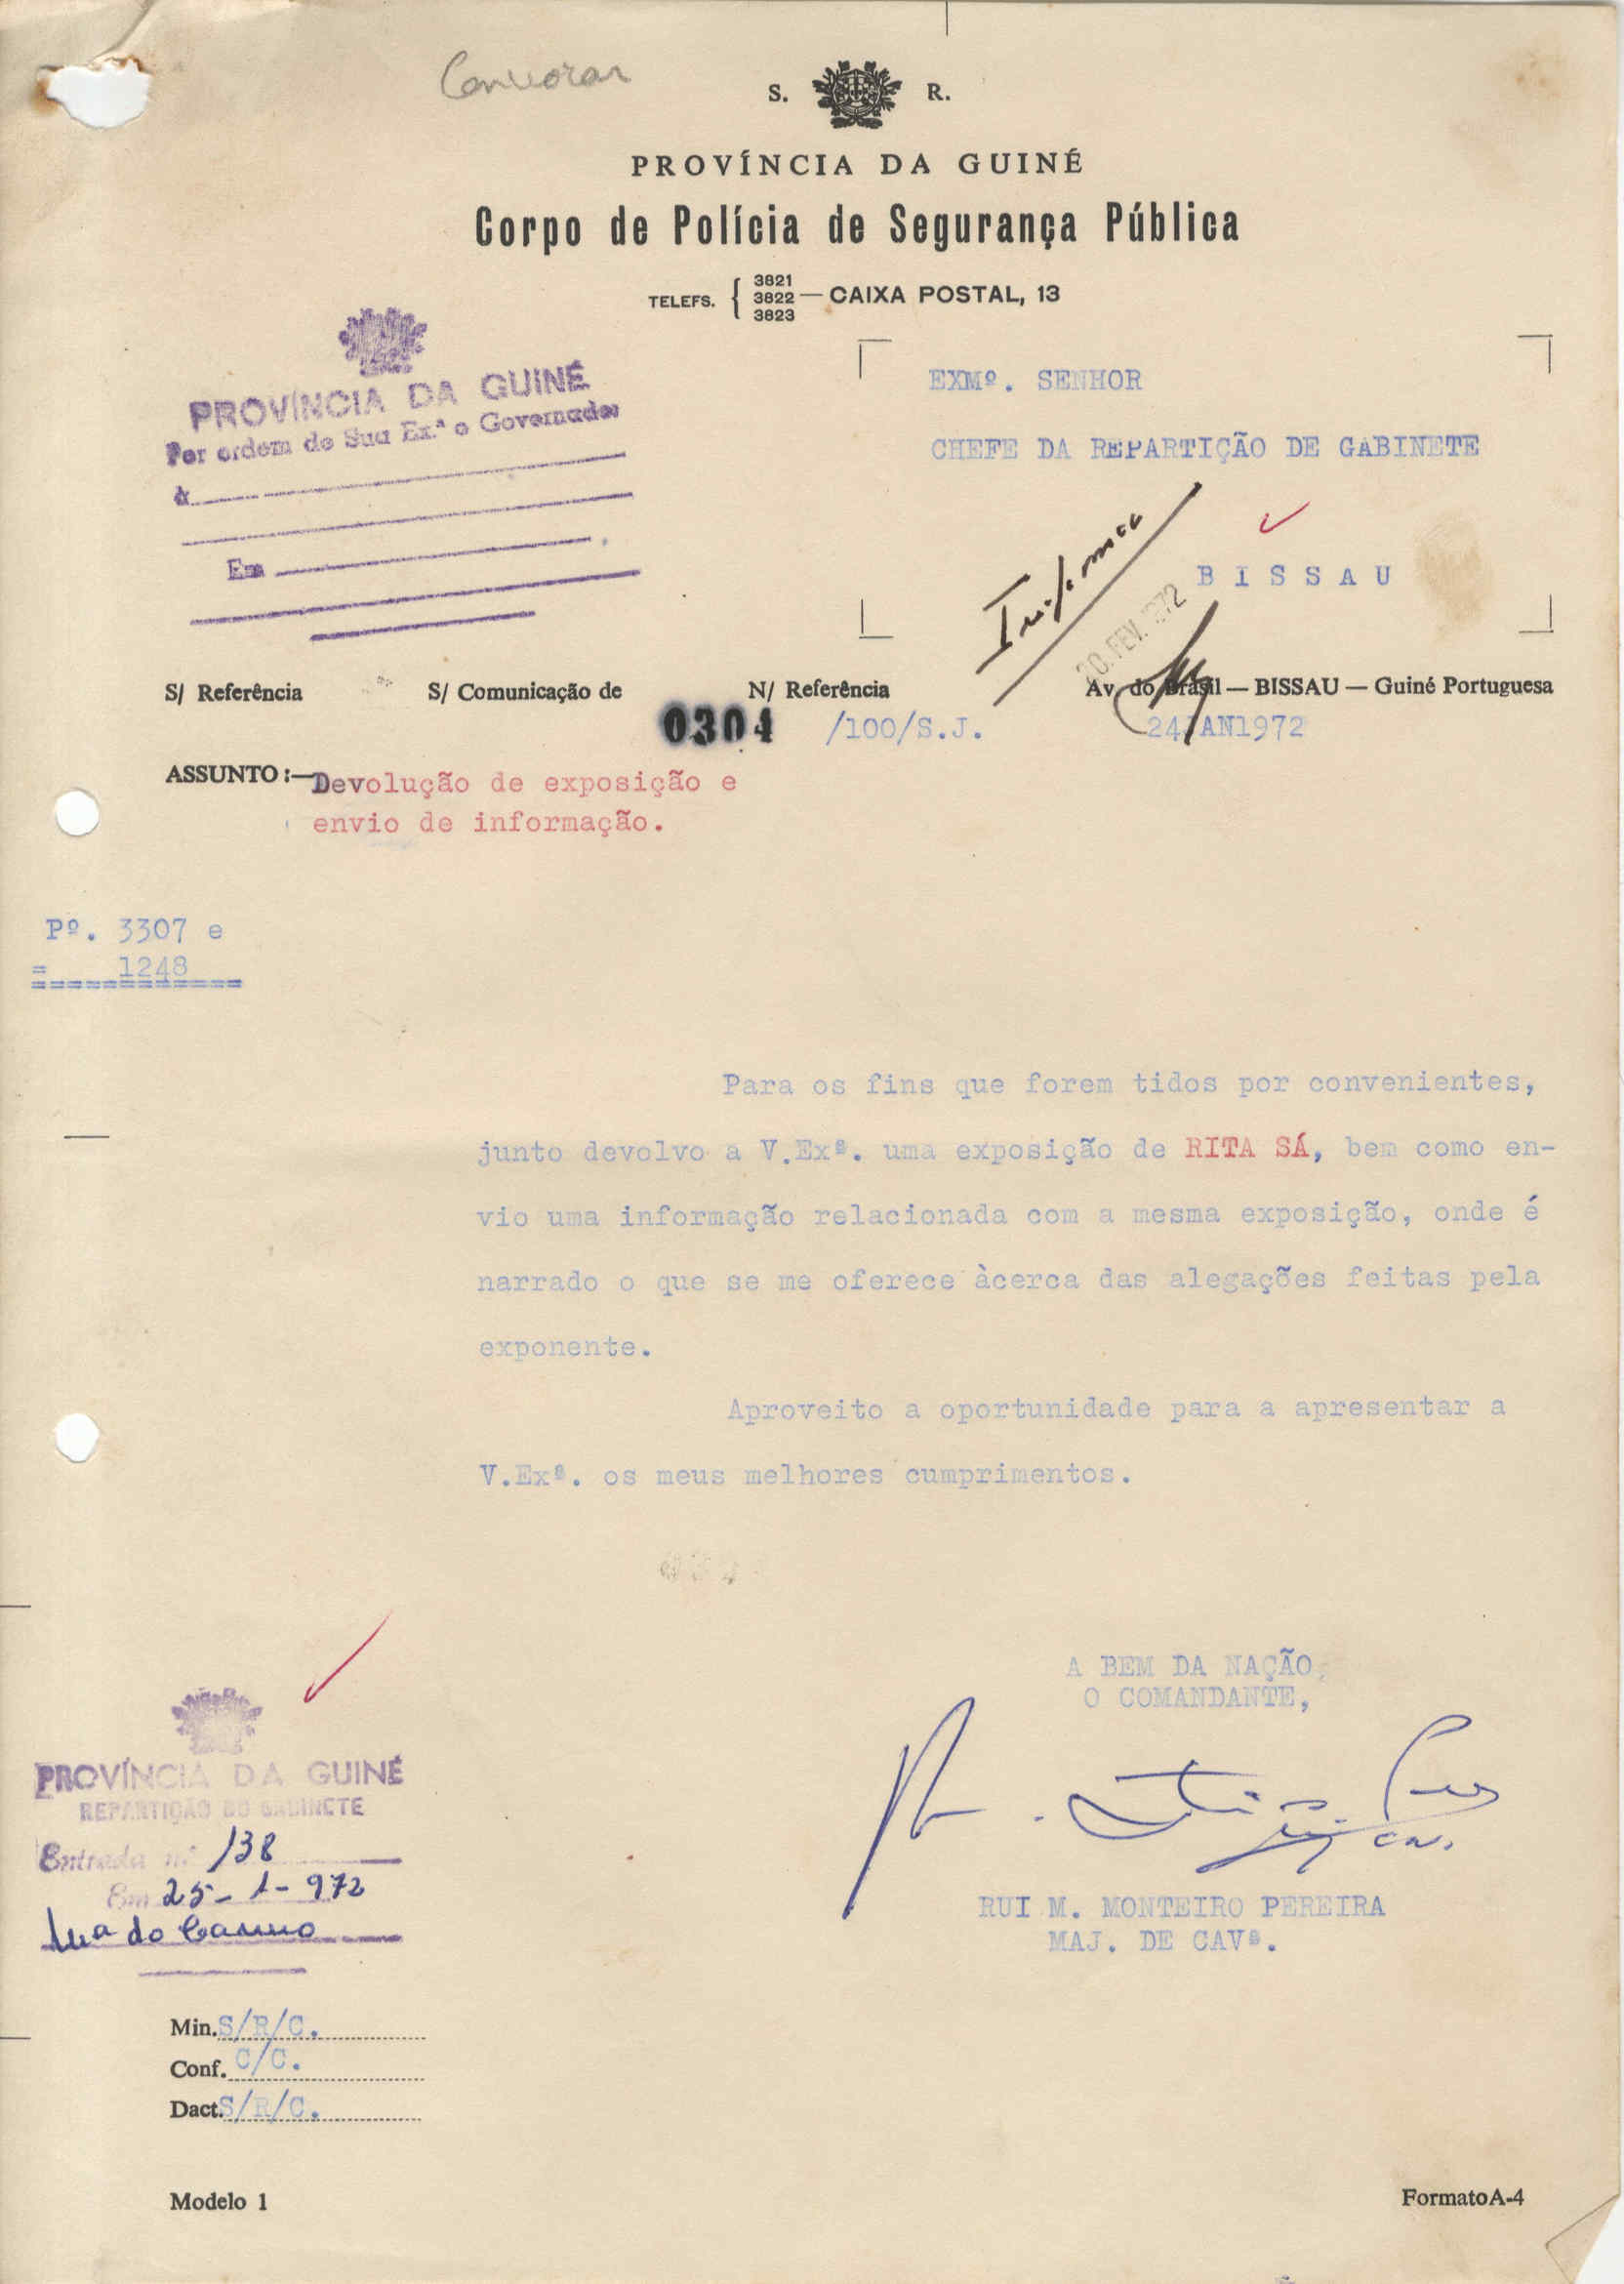 S. R.
PROVÍNCIA DA GUINÉ
Corpo de Polícia de Segurança Pública
TELEFS. { 3821
3822 — CAIXA POSTAL, 13
3823
PROVÍNCIA DA GUINÉ
Por ordem de Sua Ex.ª o Governador
à
Em
EXMº. SENHOR
CHEFE DA REPARTIÇÃO DE GABINETE
BISSAU
FEV. 1972
S/ Referência S/ Comunicação de N/ Referência Av. do Brasil — BISSAU — Guiné Portuguesa
0304 /100/S.J. 24JAN1972
ASSUNTO :—Devolução de exposição e
envio de informação.
Pº. 3307 e
= 1248
Para os fins que forem tidos por convenientes,
junto devolvo a V.Exª. uma exposição de RITA SÁ, bem como en-
vio uma informação relacionada com a mesma exposição, onde é
narrado o que se me oferece àcerca das alegações feitas pela
exponente.
Aproveito a oportunidade para a apresentar a
V.Exª. os meus melhores cumprimentos.
A BEM DA NAÇÃO,
O COMANDANTE,
RUI M. MONTEIRO PEREIRA
MAJ. DE CAVª.
PROVÍNCIA DA GUINÉ
REPARTIÇÃO DO GABINETE
Entrada nº 138
Em 25-1-972
Mª do Carmo
Min. S/R/C.
Conf. C/C.
Dact. S/R/C.
Modelo 1 Formato A-4